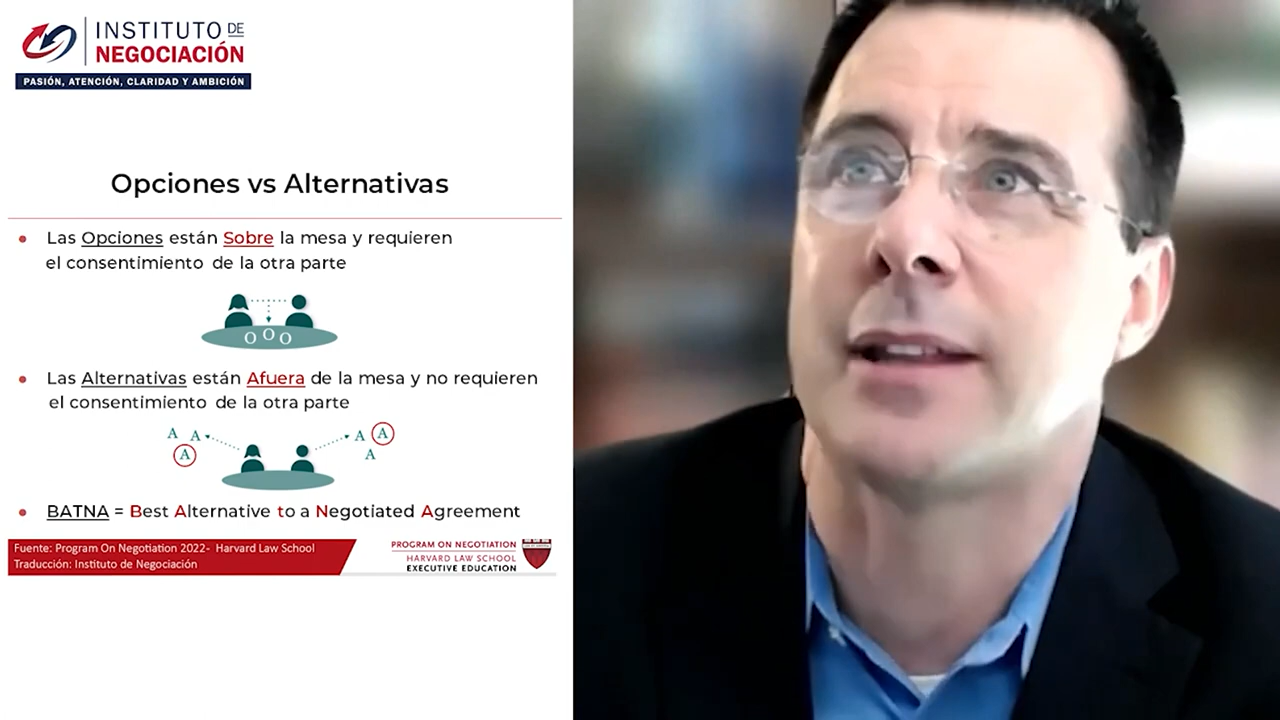 INSTITUTO DE
NEGOCIACIÓN
PASIÓN, ATENCIÓN, CLARIDAD Y AMBICIÓN
Opciones vs Alternativas
Las Opciones están Sobre la mesa y requieren
el consentimiento de la otra parte
O O O
Las Alternativas están Afuera de la mesa y no requieren
el consentimiento de la otra parte
A A A A
A A
BATNA = Best Alternative to a Negotiated Agreement
Fuente: Program On Negotiation 2022- Harvard Law School
Traducción: Instituto de Negociación
PROGRAM ON NEGOTIATION
HARVARD LAW SCHOOL
EXECUTIVE EDUCATION